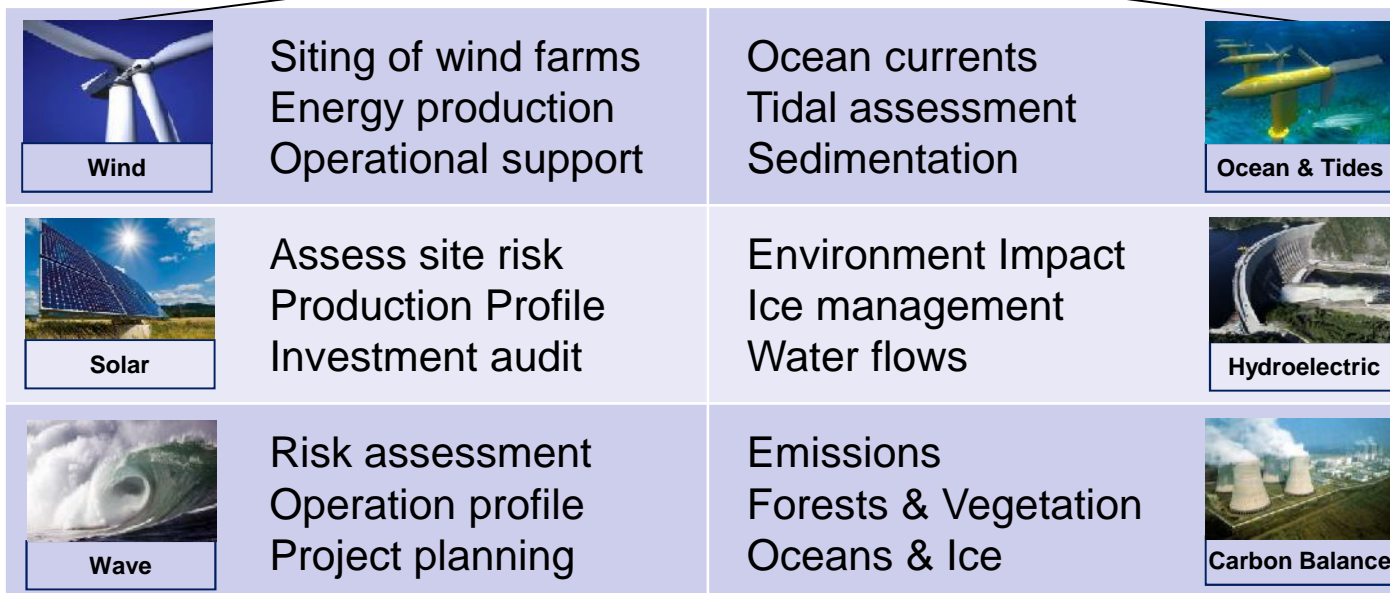 Siting of wind farms
Energy production
Operational support
Wind
Ocean currents
Tidal assessment
Sedimentation
Ocean & Tides
Assess site risk
Production Profile
Investment audit
Solar
Environment Impact
Ice management
Water flows
Hydroelectric
Risk assessment
Operation profile
Project planning
Wave
Emissions
Forests & Vegetation
Oceans & Ice
Carbon Balance